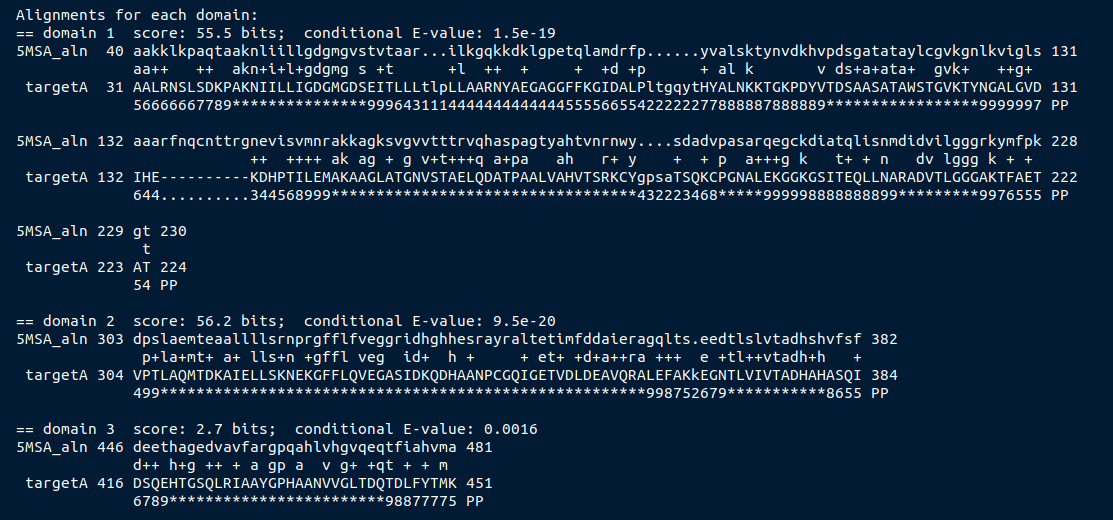 Alignments for each domain:
== domain 1  score: 55.5 bits;  conditional E-value: 1.5e-19
5MSA_aln  40 aakklkpaqtaaknliillgdgmgvstvtaar...ilkgqkkdklgpetqlamdrfp......yvalsktynvdkhvpdsgatataylcgvkgnlkvigls 131
             aa++  ++  akn+i+l+gdgmg s +t      +l  ++  +     +  +d +p      + al k       v ds+a+ata+  gvk+   ++g+
 targetA  31 AALRNSLSDKPAKNIILLIGDGMGDSEITLLLtlpLLAARNYAEGAGGFFKGIDALPltgqytHYALNKKTGKPDYVTDSAASATAWSTGVKTYNGALGVD 131
             56666667789***************9996431114444444444444455556655422222277888887888889*****************9999997 PP
5MSA_aln 132 aaarfnqcnttrgnevisvmnrakkagksvgvvtttrvqhaspagtyahtvnrnwy....sdadvpasarqegckdiatqlisnmdidvilgggrkymfpk 228
                          ++  ++++ ak ag + g v+t+++q a+pa   ah   r+ y    +  + p  a+++g k   t+ + n   dv lggg k + +
 targetA 132 IHE----------KDHPTILEMAKAAGLATGNVSTAELQDATPAALVAHVTSRKCYgpsaTSQKCPGNALEKGGKGSITEQLLNARADVTLGGGAKTFAET 222
             644..........344568999**********************************432223468*****999998888888899*********9976555 PP
5MSA_aln 229 gt 230
              t
 targetA 223 AT 224
             54 PP
== domain 2  score: 56.2 bits;  conditional E-value: 9.5e-20
5MSA_aln 303 dpslaemteaallllsrnprgfflfveggridhghhesrayraltetimfddaieragqlts.eedtlslvtadhshvfsf 382
              p+la+mt+ a+ lls+n +gffl veg  id+  h +     + et+ +d+a++ra +++  e +tl++vtadh+h   +
 targetA 304 VPTLAQMTDKAIELLSKNEKGFFLQVEGASIDKQDHAANPCGQIGETVDLDEAVQRALEFAKkEGNTLVIVTADHAHASQI 384
             499******************************************************998752679***********8655 PP
== domain 3  score: 2.7 bits;  conditional E-value: 0.0016
5MSA_aln 446 deethagedvavfargpqahlvhgvqeqtfiahvma 481
             d++ h+g ++ + a gpa  v g+ +qt + + m
 targetA 416 DSQEHTGSQLRIAAYGPHAANVVGLTDQTDLFYTMK 451
             6789************************98877775 PP